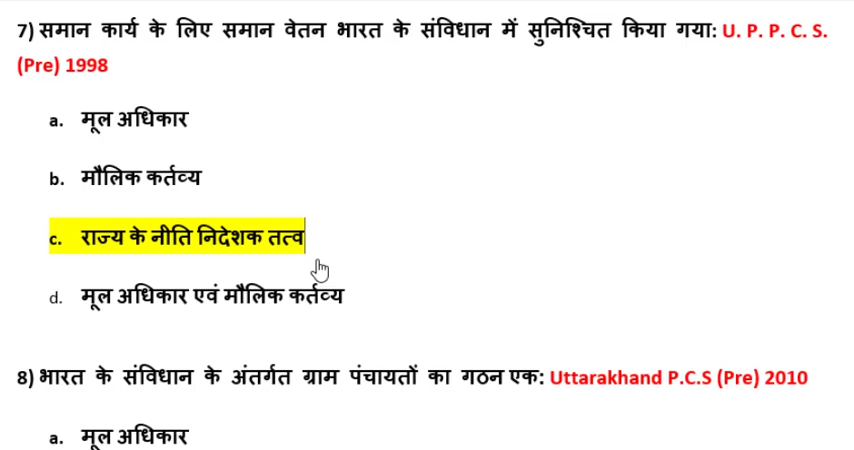 7) समान कार्य के लिए समान वेतन भारत के संविधान में सुनिश्चित किया गया: U. P. P. C. S.
(Pre) 1998
a. मूल अधिकार
b. मौलिक कर्तव्य
c. राज्य के नीति निदेशक तत्व
d. मूल अधिकार एवं मौलिक कर्तव्य
8) भारत के संविधान के अंतर्गत ग्राम पंचायतों का गठन एक: Uttarakhand P.C.S (Pre) 2010
a. मूल अधिकार